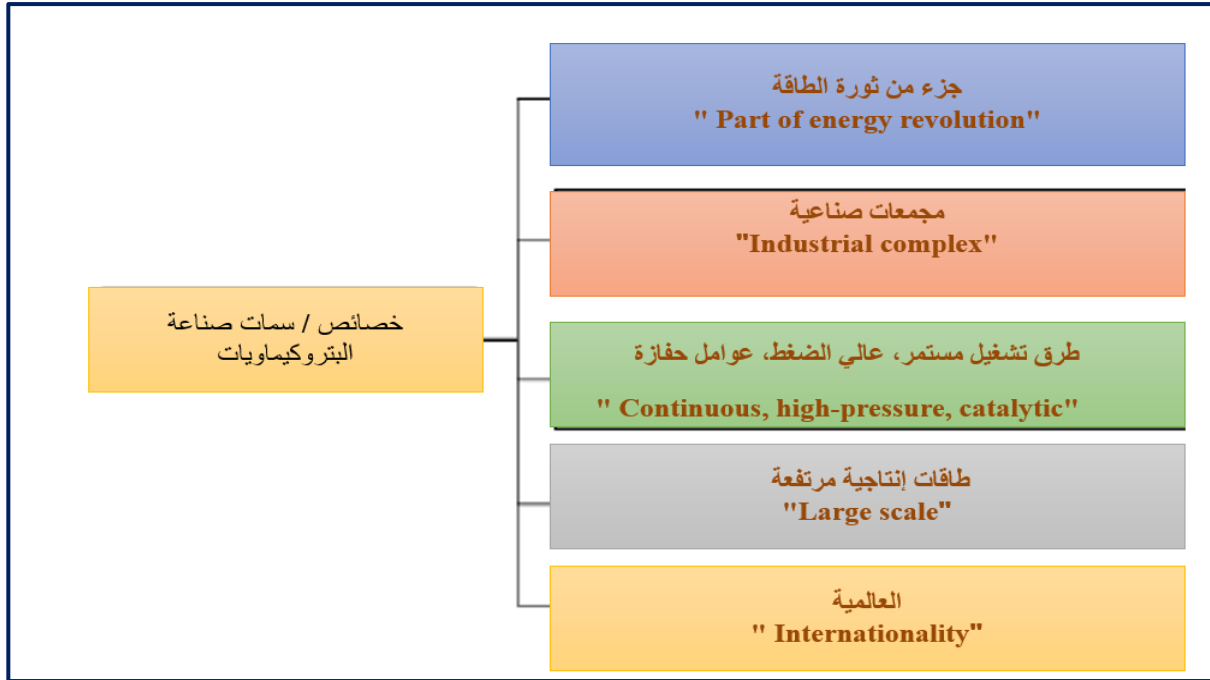 جزء من ثورة الطاقة
" Part of energy revolution"
مجمعات صناعية
"Industrial complex"
خصائص / سمات صناعة
البتروكيماويات
طرق تشغيل مستمر، عالي الضغط، عوامل حفازة
" Continuous, high-pressure, catalytic"
طاقات إنتاجية مرتفعة
"Large scale"
العالمية
" Internationality"